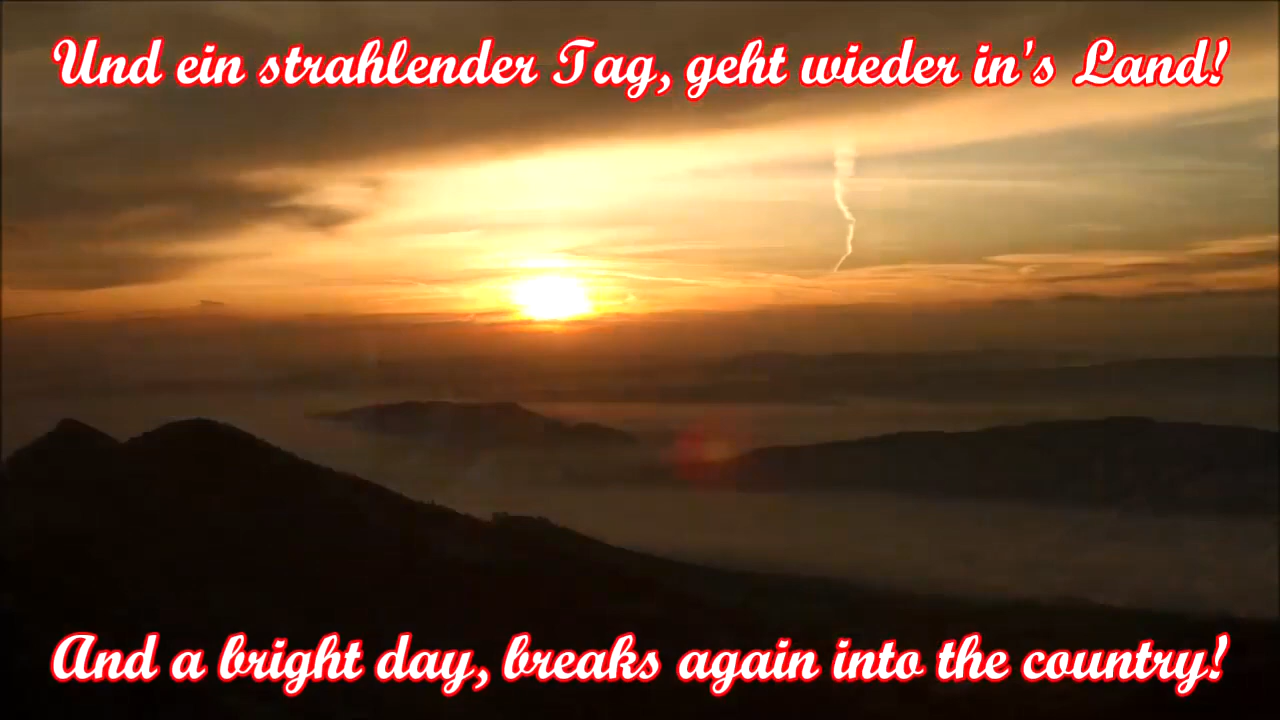 Und ein strahlender Tag, geht wieder in's Land!
And a bright day, breaks again into the country!